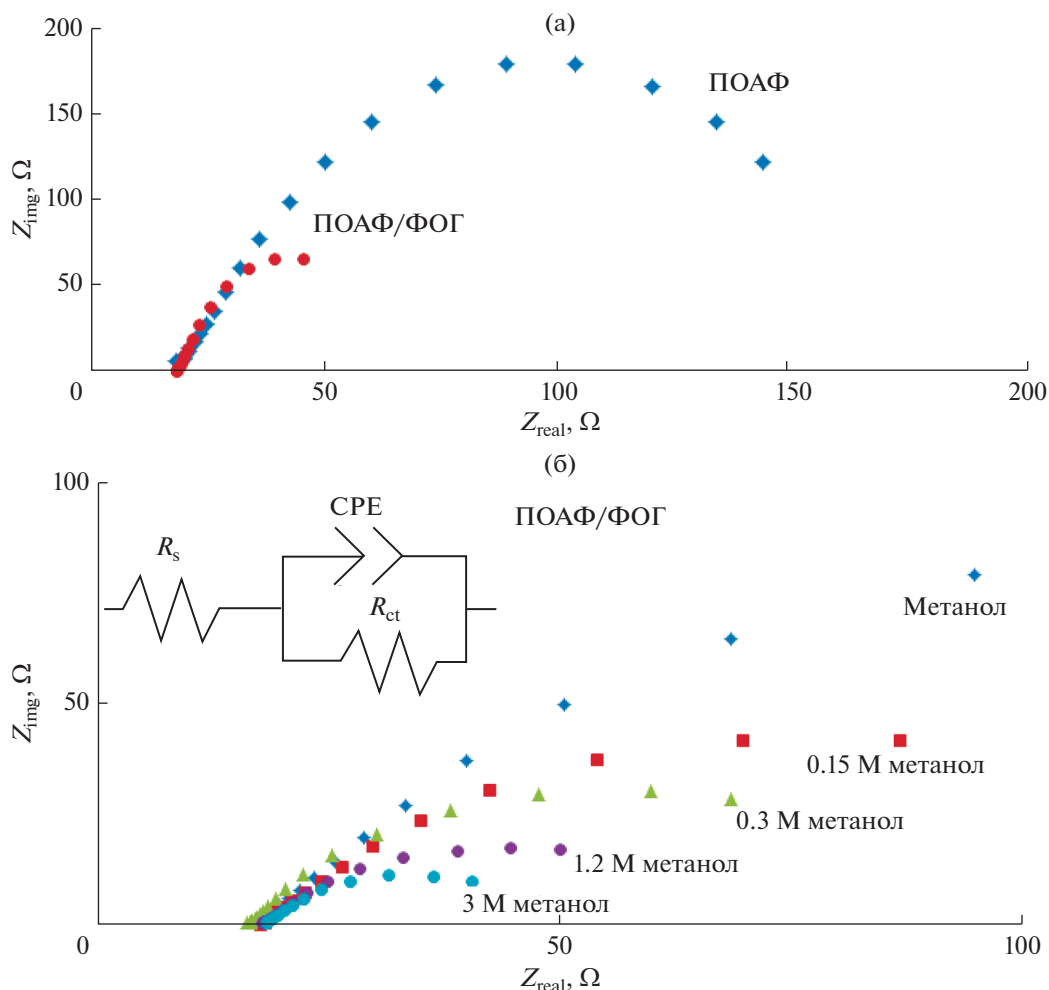 (а)
200
150
100
50
0
50
100
150
200
Z_img, Ω
Z_real, Ω
ПОАФ
ПОАФ/ФОГ
(б)
100
50
0
50
100
Z_img, Ω
Z_real, Ω
ПОАФ/ФОГ
CPE
R_s
R_ct
Метанол
0.15 М метанол
0.3 М метанол
1.2 М метанол
3 М метанол